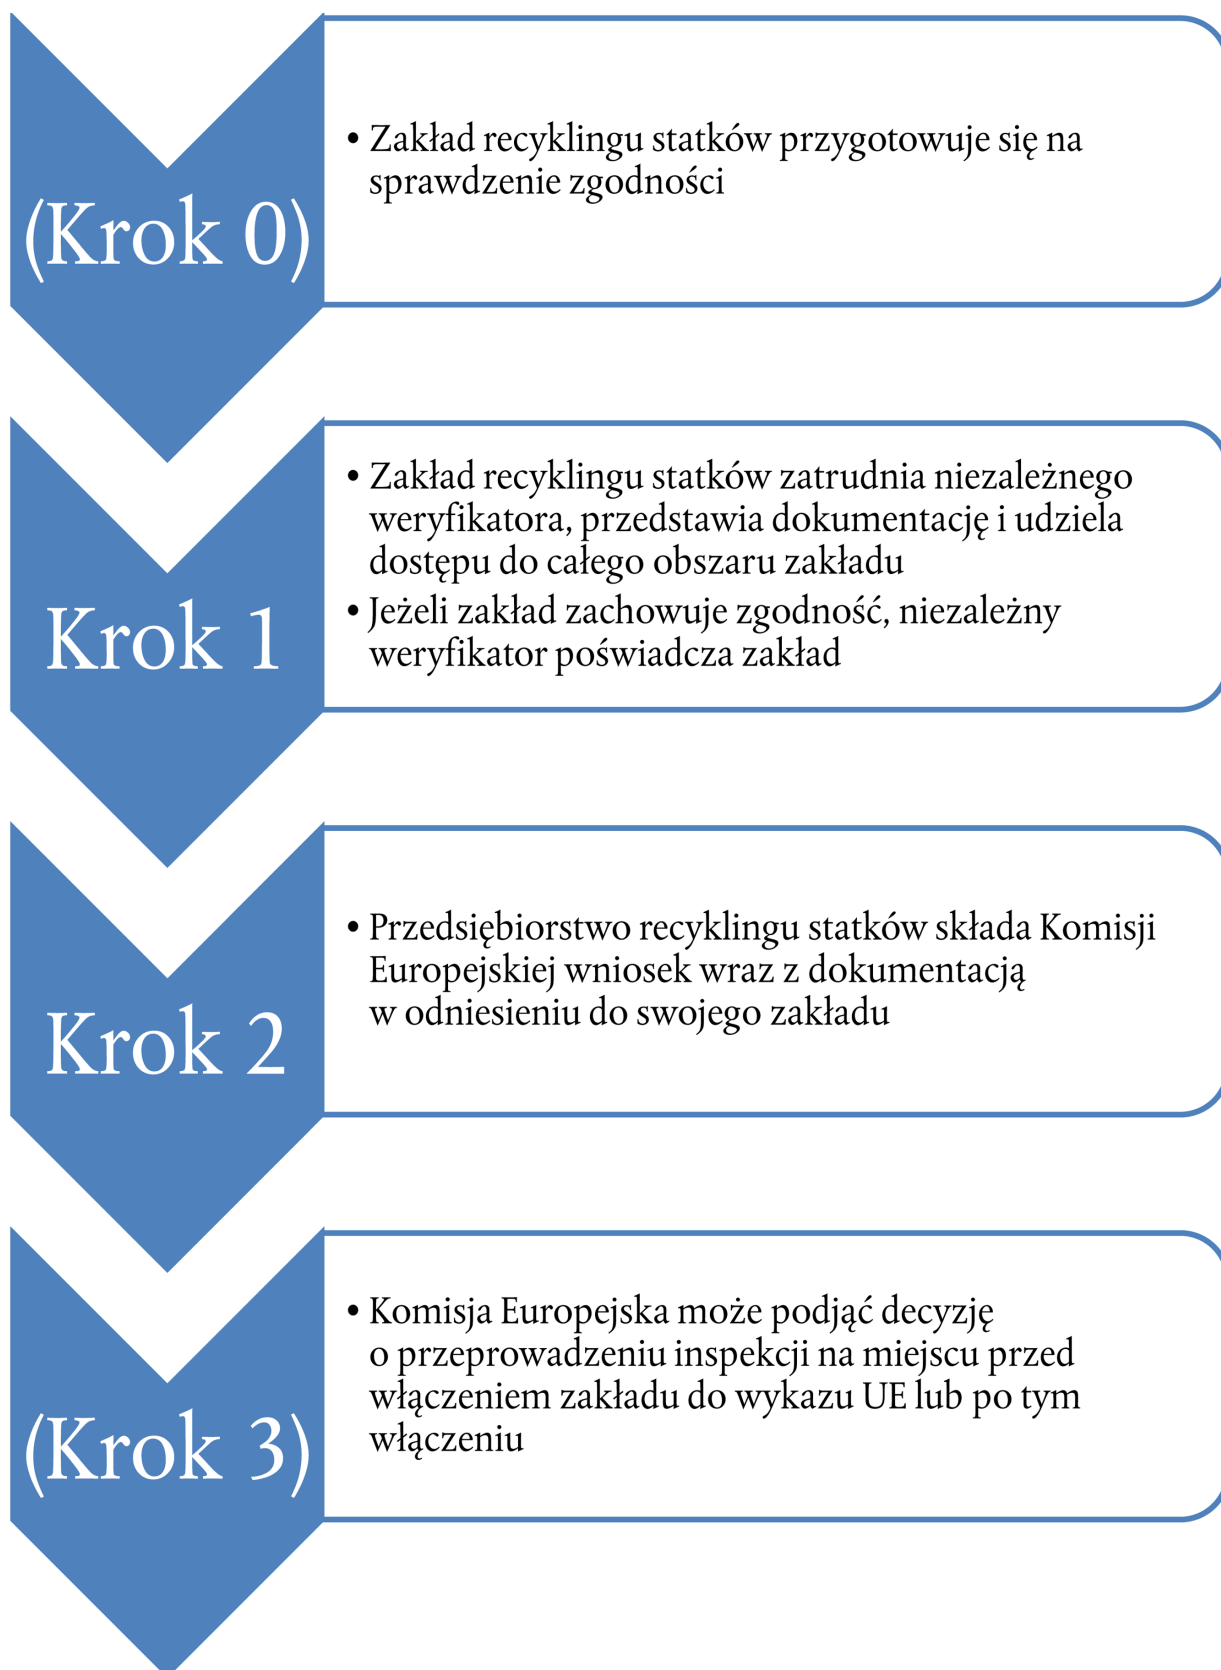 (Krok 0)
• Zakład recyklingu statków przygotowuje się na
sprawdzenie zgodności
Krok 1
• Zakład recyklingu statków zatrudnia niezależnego
weryfikatora, przedstawia dokumentację i udziela
dostępu do całego obszaru zakładu
• Jeżeli zakład zachowuje zgodność, niezależny
weryfikator poświadcza zakład
Krok 2
• Przedsiębiorstwo recyklingu statków składa Komisji
Europejskiej wniosek wraz z dokumentacją
w odniesieniu do swojego zakładu
(Krok 3)
• Komisja Europejska może podjąć decyzję
o przeprowadzeniu inspekcji na miejscu przed
włączeniem zakładu do wykazu UE lub po tym
włączeniu